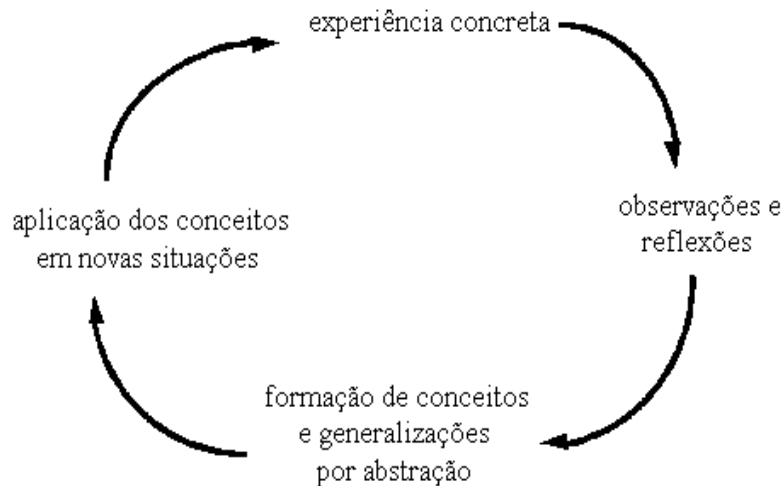 experiência concreta
observações e
reflexões
formação de conceitos
e generalizações
por abstração
aplicação dos conceitos
em novas situações